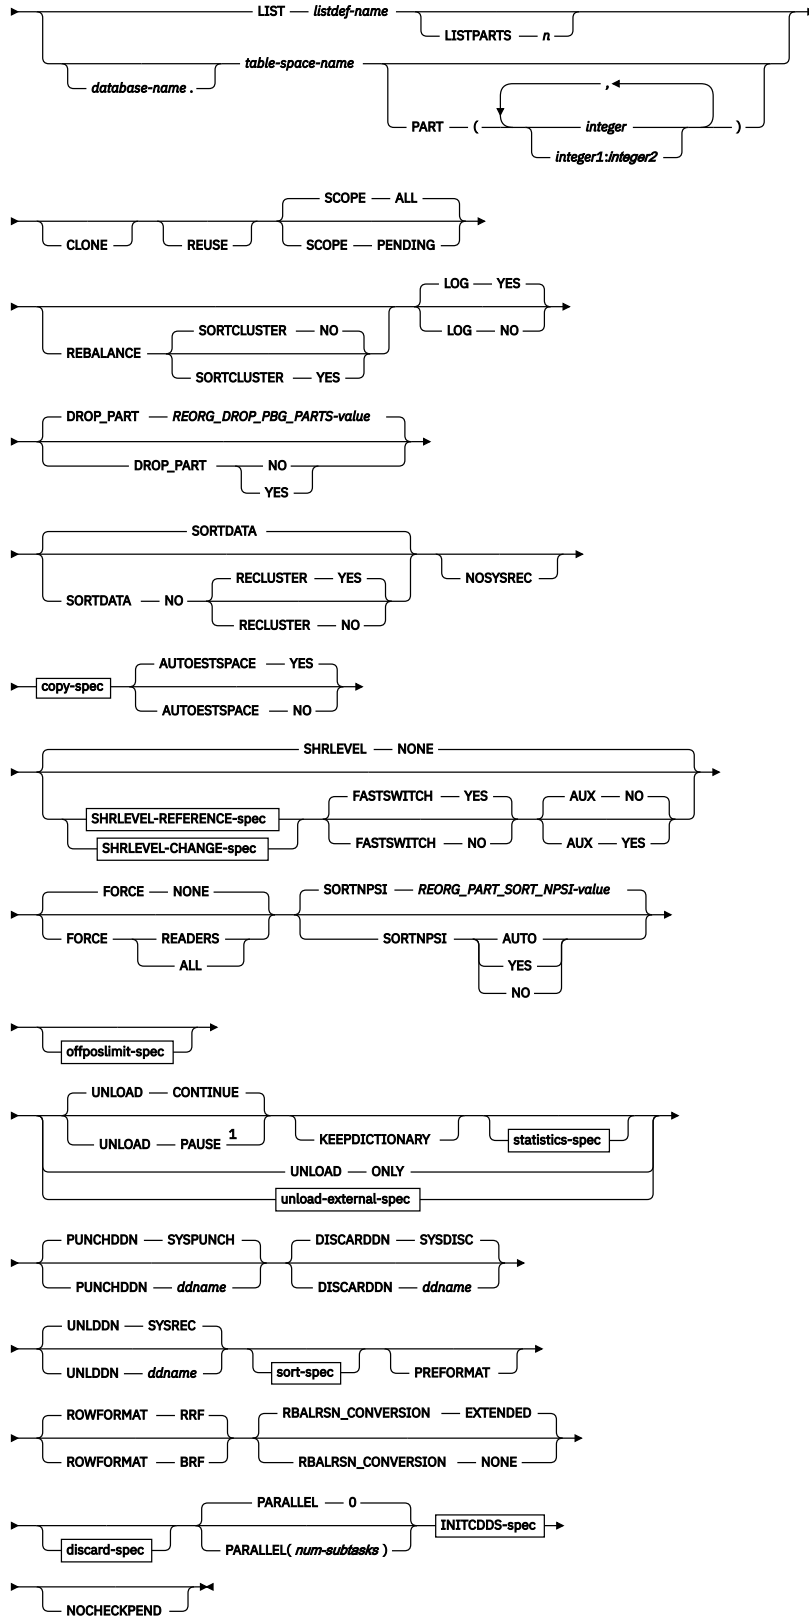 LIST listdef-name
LISTPARTS n
table-space-name
database-name .
,
PART ( integer )
integer1:integer2
SCOPE ALL
CLONE REUSE SCOPE PENDING
LOG YES
SORTCLUSTER NO LOG NO
REBALANCE
SORTCLUSTER YES
DROP_PART REORG_DROP_PBG_PARTS-value
DROP_PART NO
YES
SORTDATA
RECLUSTER YES NOSYSREC
SORTDATA NO
RECLUSTER NO
AUTOESTSPACE YES
copy-spec
AUTOESTSPACE NO
SHRLEVEL NONE
FASTSWITCH YES AUX NO
SHRLEVEL-REFERENCE-spec
SHRLEVEL-CHANGE-spec FASTSWITCH NO AUX YES
FORCE NONE SORTNPSI REORG_PART_SORT_NPSI-value
FORCE READERS SORTNPSI AUTO
ALL YES
NO
offposlimit-spec
UNLOAD CONTINUE
UNLOAD PAUSE 1 KEEPDICTIONARY statistics-spec
UNLOAD ONLY
unload-external-spec
PUNCHDDN SYSPUNCH DISCARDDN SYSDISC
PUNCHDDN ddname DISCARDDN ddname
UNLDDN SYSREC
UNLDDN ddname sort-spec PREFORMAT
ROWFORMAT RRF RBALRSN_CONVERSION EXTENDED
ROWFORMAT BRF RBALRSN_CONVERSION NONE
PARALLEL 0
INITCDDS-spec
discard-spec PARALLEL( num-subtasks )
NOCHECKPEND